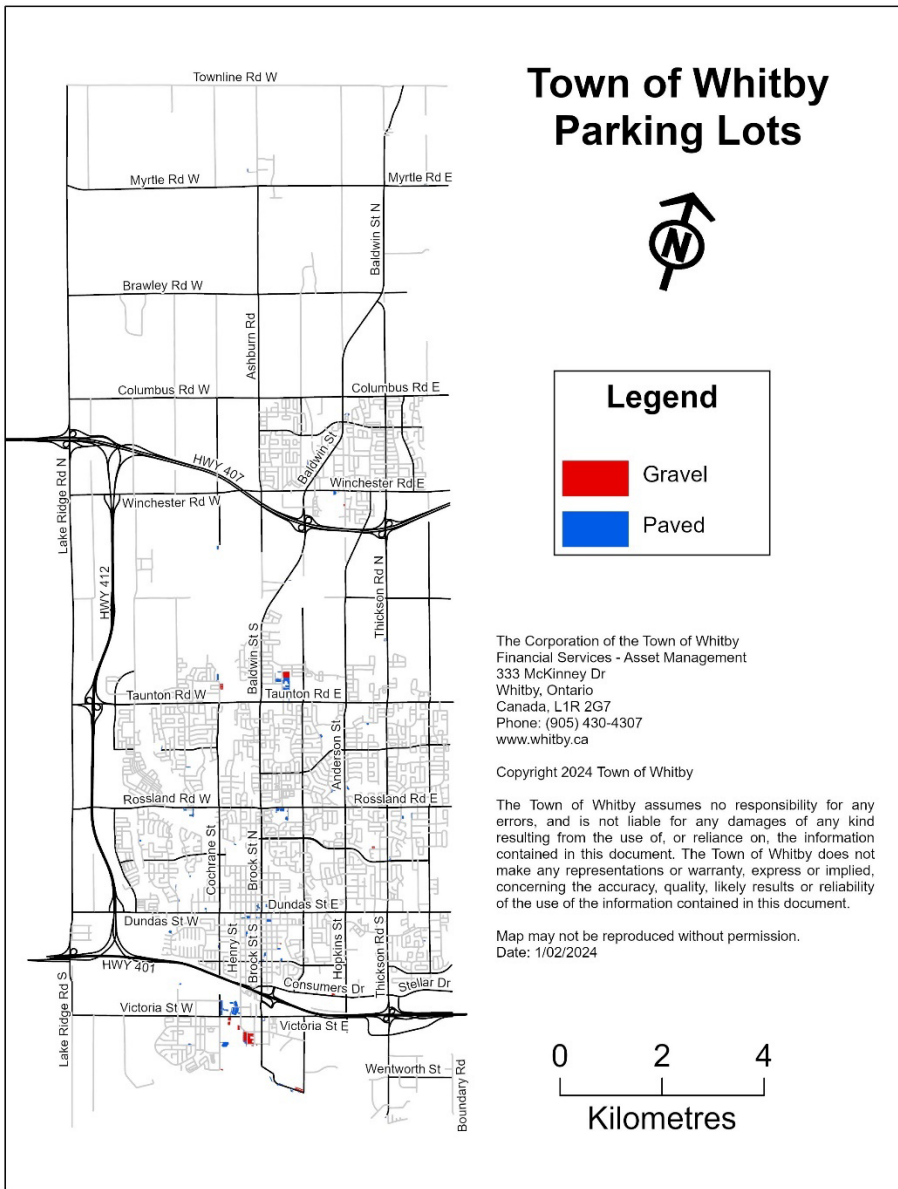 Town of Whitby
Parking Lots
N
Legend
Gravel
Paved
The Corporation of the Town of Whitby
Financial Services - Asset Management
333 McKinney Dr
Whitby, Ontario
Canada, L1R 2G7
Phone: (905) 430-4307
www.whitby.ca
Copyright 2024 Town of Whitby
The Town of Whitby assumes no responsibility for any
errors, and is not liable for any damages of any kind
resulting from the use of, or reliance on, the information
contained in this document. The Town of Whitby does not
make any representations or warranty, express or implied,
concerning the accuracy, quality, likely results or reliability
of the use of the information contained in this document.
Map may not be reproduced without permission.
Date: 1/02/2024
0 2 4
Kilometres
Townline Rd W
Myrtle Rd W
Myrtle Rd E
Baldwin St N
Brawley Rd W
Ashburn Rd
Columbus Rd W
Columbus Rd E
Baldwin St
HWY 407
Lake Ridge Rd N
Winchester Rd W
Winchester Rd E
HWY 412
Thickson Rd N
Baldwin St S
Taunton Rd W
Taunton Rd E
Anderson St
Rossland Rd W
Rossland Rd E
Cochrane St
Brock St N
Dundas St W
Dundas St E
Henry St
Brock St S
Hopkins St
Thickson Rd S
HWY 401
Consumers Dr
Stellar Dr
Lake Ridge Rd S
Victoria St W
Victoria St E
Wentworth St
Boundary Rd